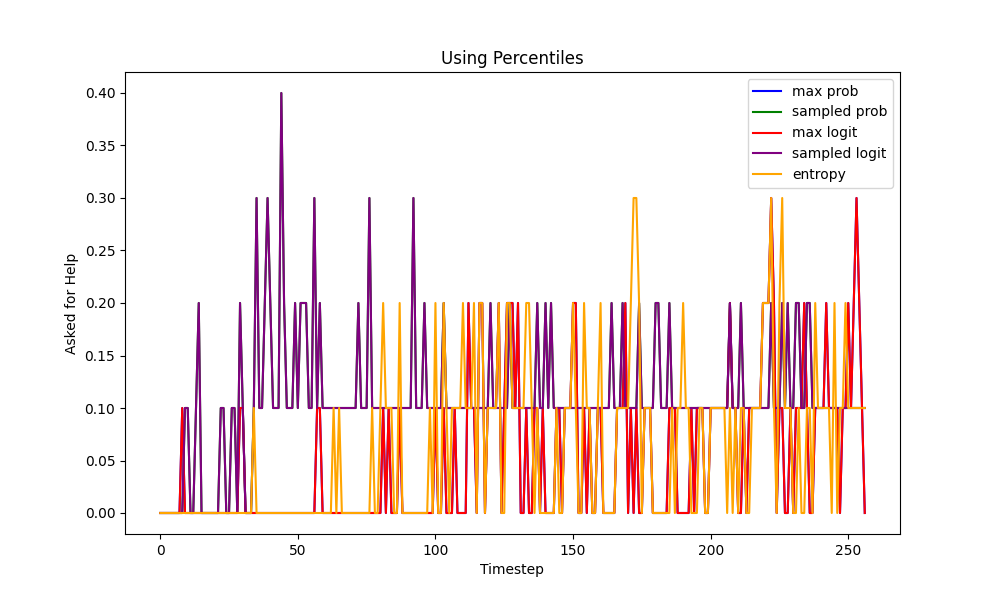 Using Percentiles
max prob
sampled prob
max logit
sampled logit
entropy
0.40
0.35
0.30
0.25
0.20
0.15
0.10
0.05
0.00
Asked for Help
0
50
100
150
200
250
Timestep